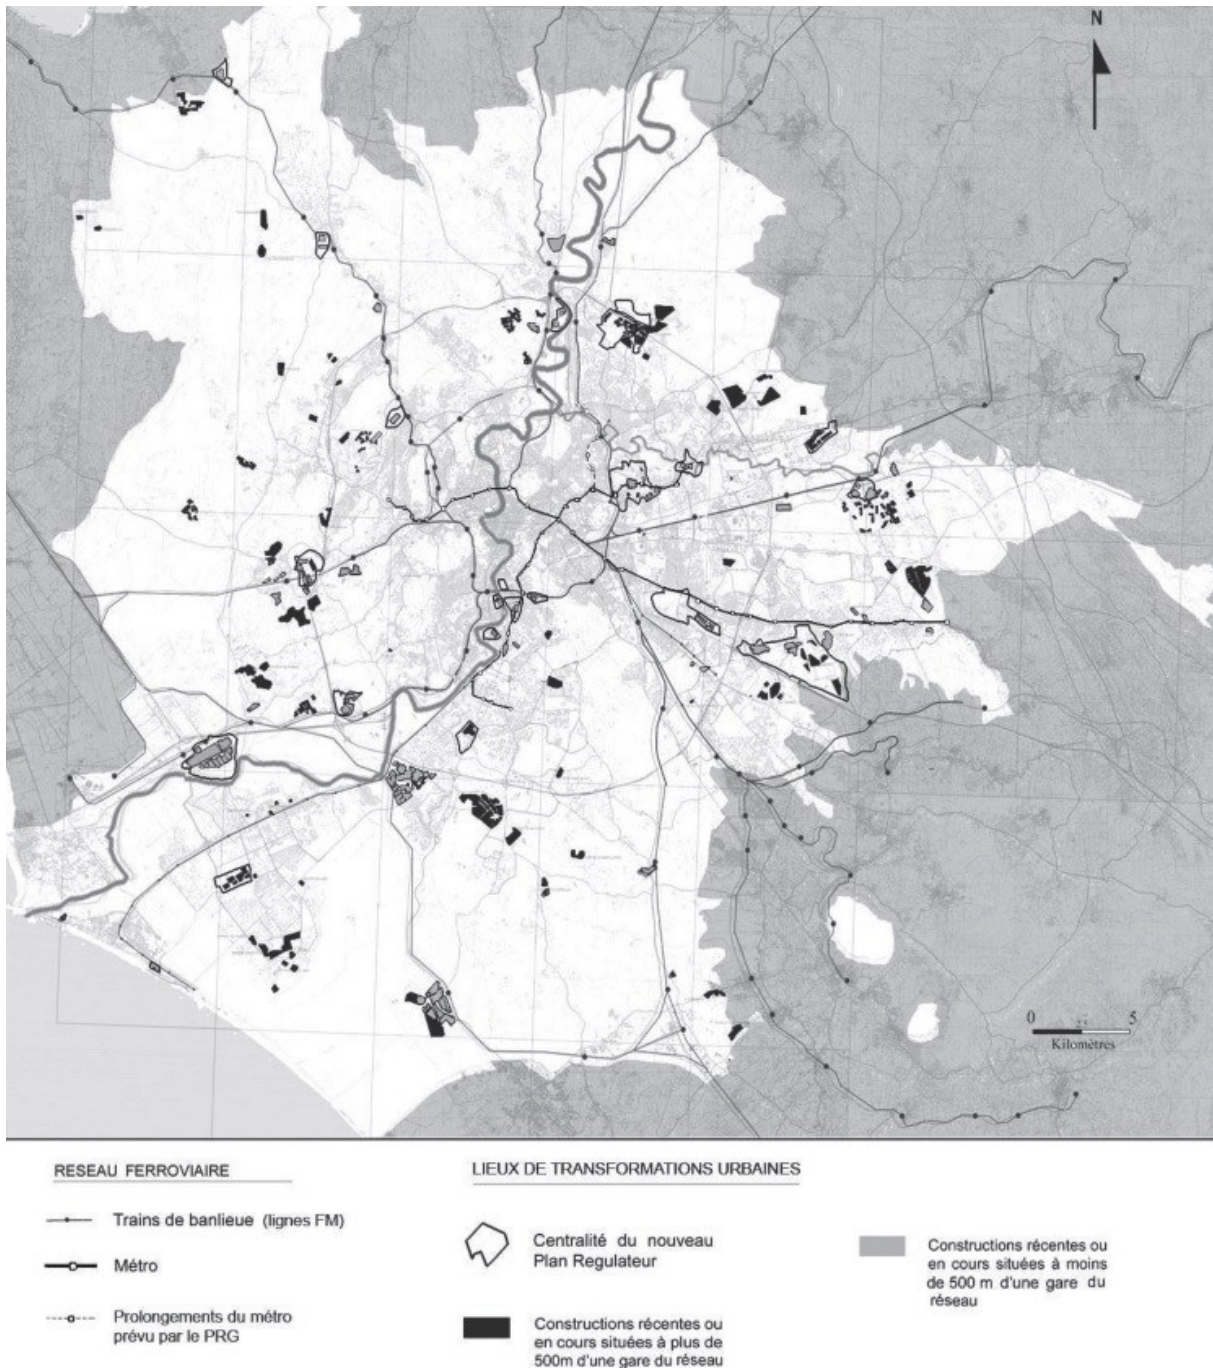 N
0 5
Kilomètres
RESEAU FERROVIAIRE
Trains de banlieue (lignes FM)
Métro
Prolongements du métro
prévu par le PRG
LIEUX DE TRANSFORMATIONS URBAINES
Centralité du nouveau
Plan Regulateur
Constructions récentes ou
en cours situées à plus de
500m d'une gare du réseau
Constructions récentes ou
en cours situées à moins
de 500 m d'une gare du
réseau